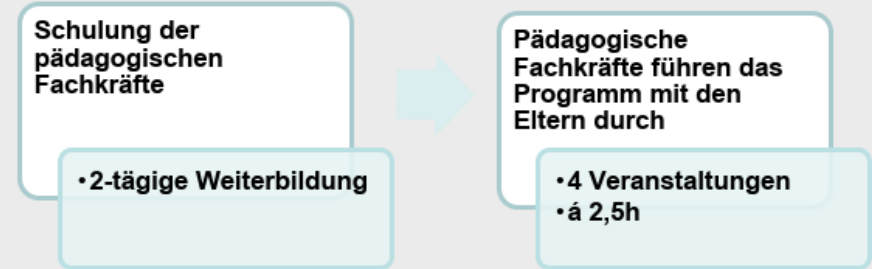 Schulung der
pädagogischen
Fachkräfte
•2-tägige Weiterbildung
Pädagogische
Fachkräfte führen das
Programm mit den
Eltern durch
•4 Veranstaltungen
•á 2,5h